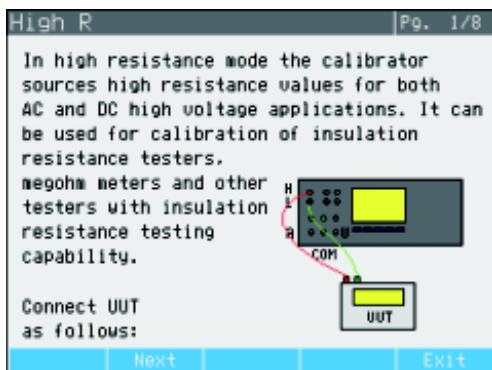 High R Pg. 1/8
In high resistance mode the calibrator
sources high resistance values for both
AC and DC high voltage applications. It can
be used for calibration of insulation
resistance testers,
megohm meters and other
testers with insulation
resistance testing
capability.
H
COM
Connect UUT
as follows:
UUT
Next Exit